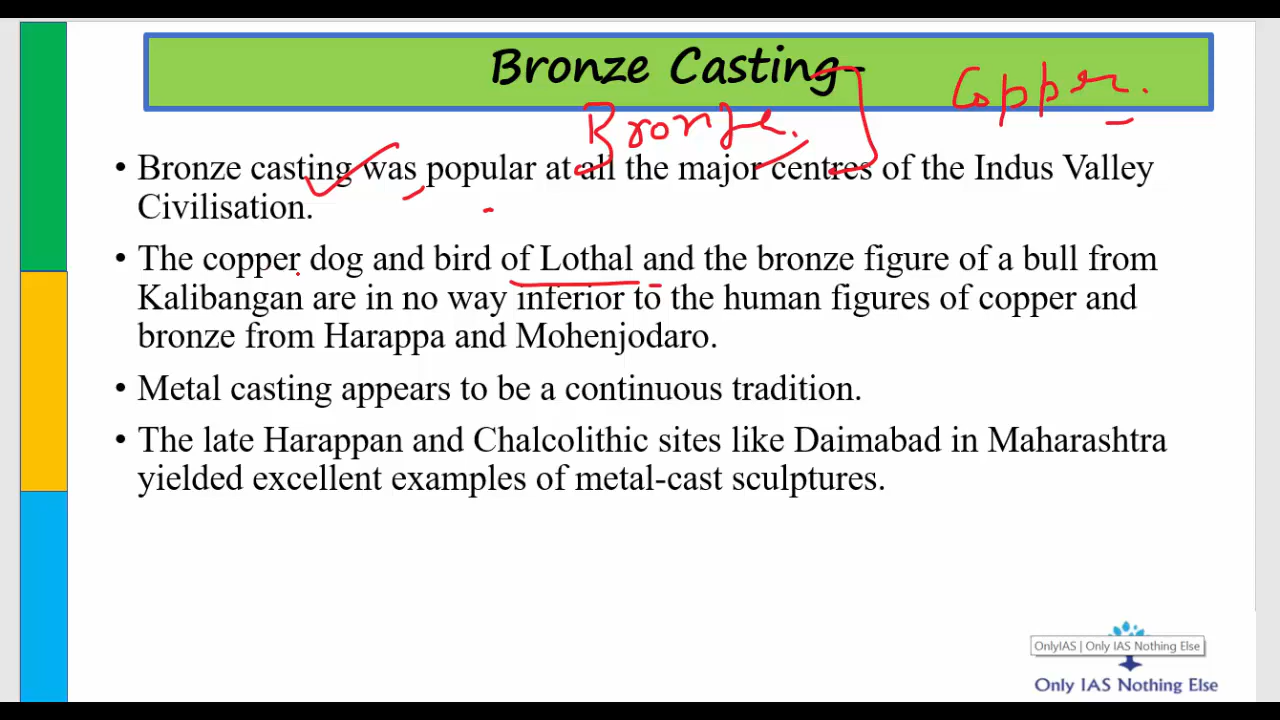 Bronze Casting-
Copper.
Bronze.
• Bronze casting was popular at all the major centres of the Indus Valley
Civilisation.
• The copper dog and bird of Lothal and the bronze figure of a bull from
Kalibangan are in no way inferior to the human figures of copper and
bronze from Harappa and Mohenjodaro.
• Metal casting appears to be a continuous tradition.
• The late Harappan and Chalcolithic sites like Daimabad in Maharashtra
yielded excellent examples of metal-cast sculptures.
OnlyIAS | Only IAS Nothing Else
Only IAS Nothing Else